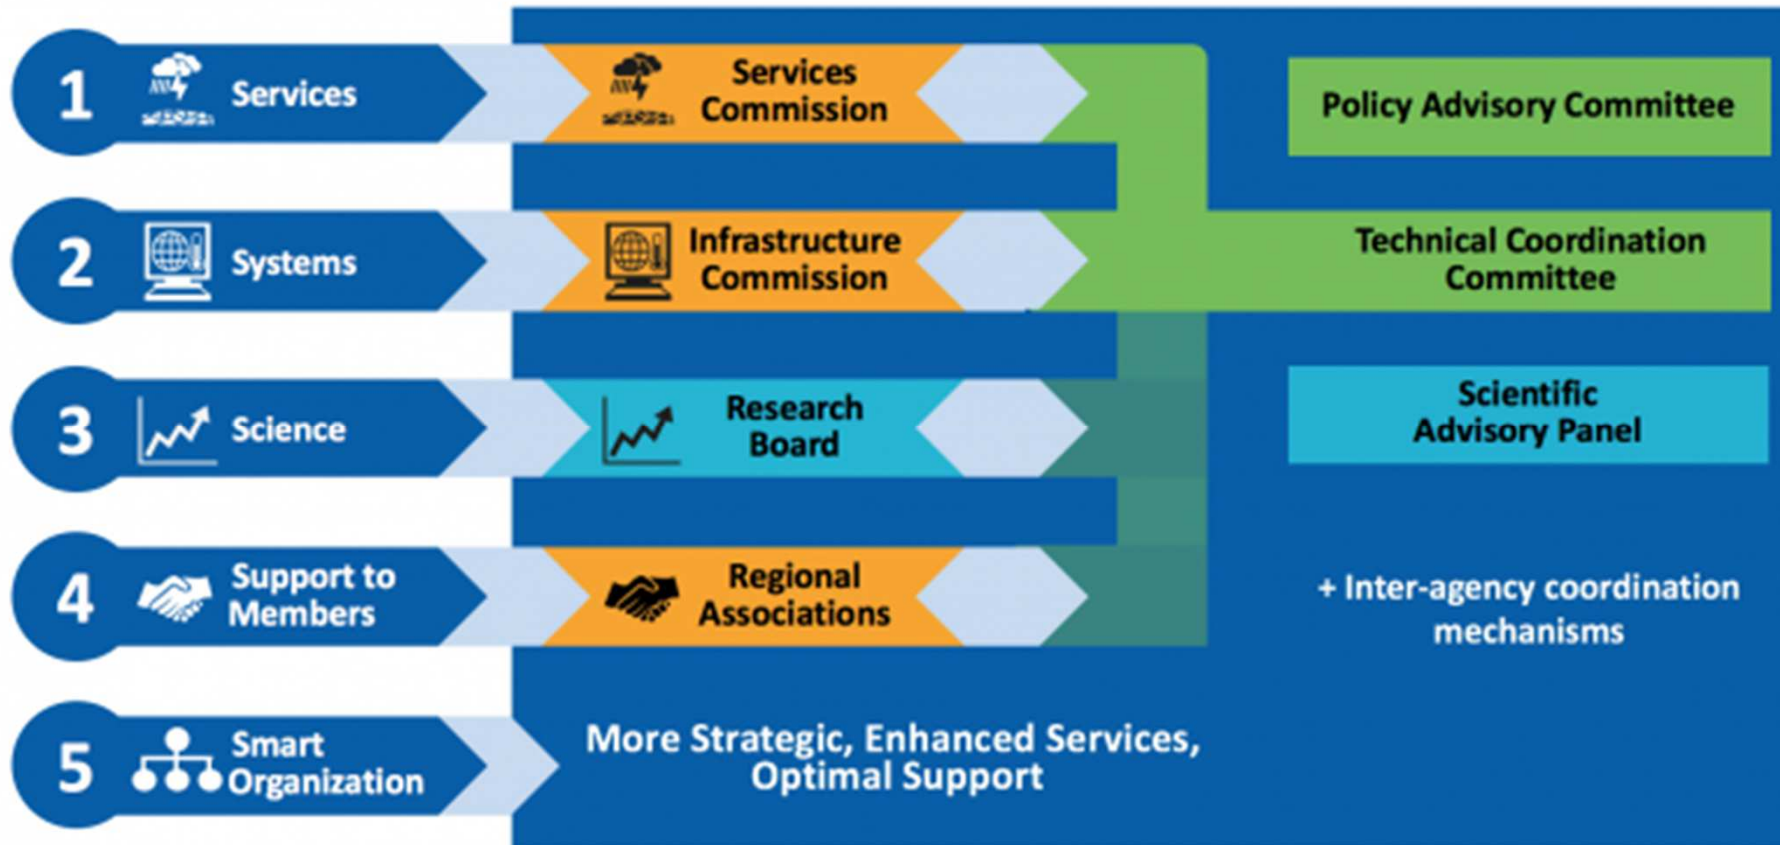 1
Services
Services
Commission
Policy Advisory Committee
2
Systems
Infrastructure
Commission
Technical Coordination
Committee
3
Science
Research
Board
Scientific
Advisory Panel
4
Support to
Members
Regional
Associations
+ Inter-agency coordination
mechanisms
5
Smart
Organization
More Strategic, Enhanced Services,
Optimal Support